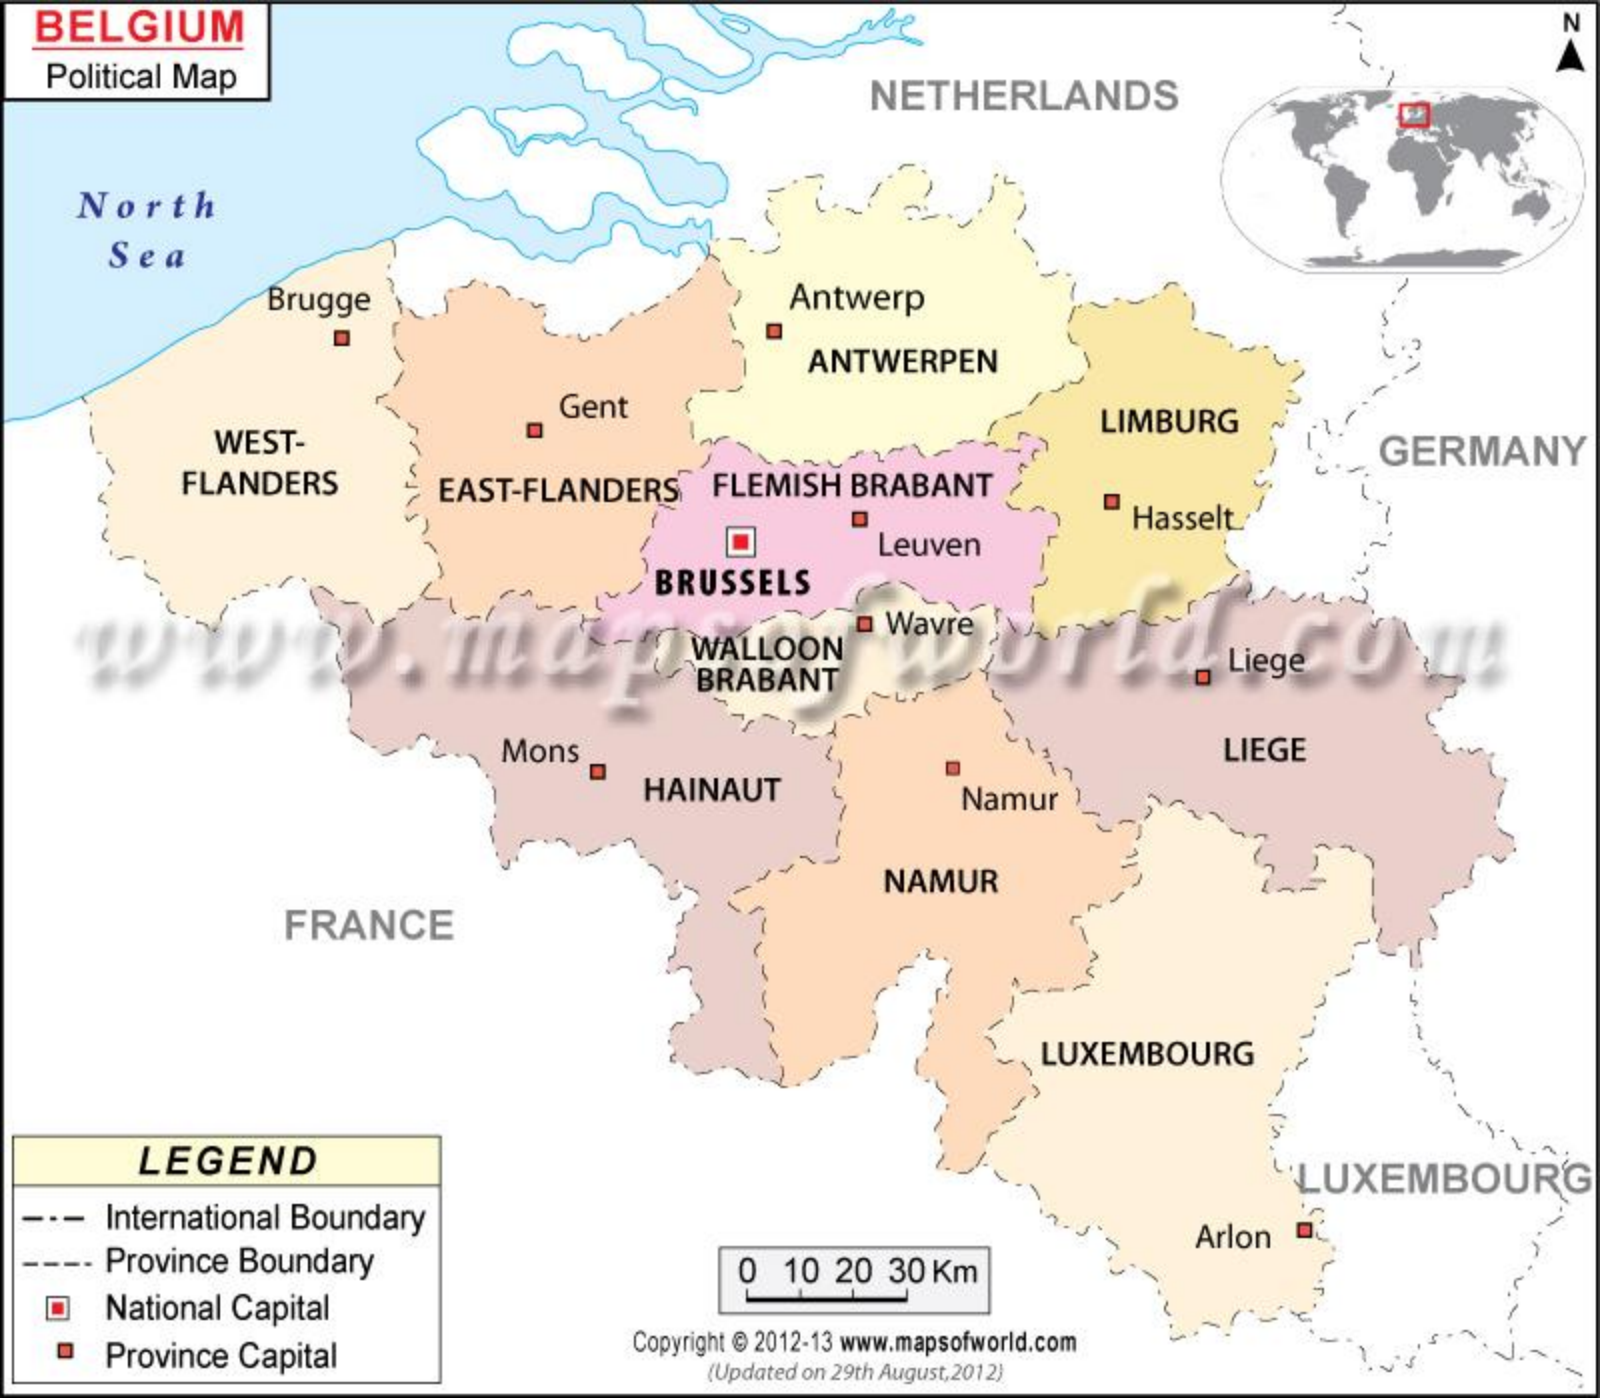 BELGIUM
Political Map
N
NETHERLANDS
North
Sea
Brugge
Antwerp
ANTWERPEN
Gent
LIMBURG
WEST-
FLANDERS
GERMANY
EAST-FLANDERS
FLEMISH BRABANT
Hasselt
Leuven
BRUSSELS
www.mapsofworld.com
Wavre
WALLOON
BRABANT
Liege
LIEGE
Mons
HAINAUT
Namur
NAMUR
FRANCE
LUXEMBOURG
LUXEMBOURG
Arlon
LEGEND
International Boundary
Province Boundary
National Capital
Province Capital
0 10 20 30 Km
Copyright © 2012-13 www.mapsofworld.com
(Updated on 29th August,2012)